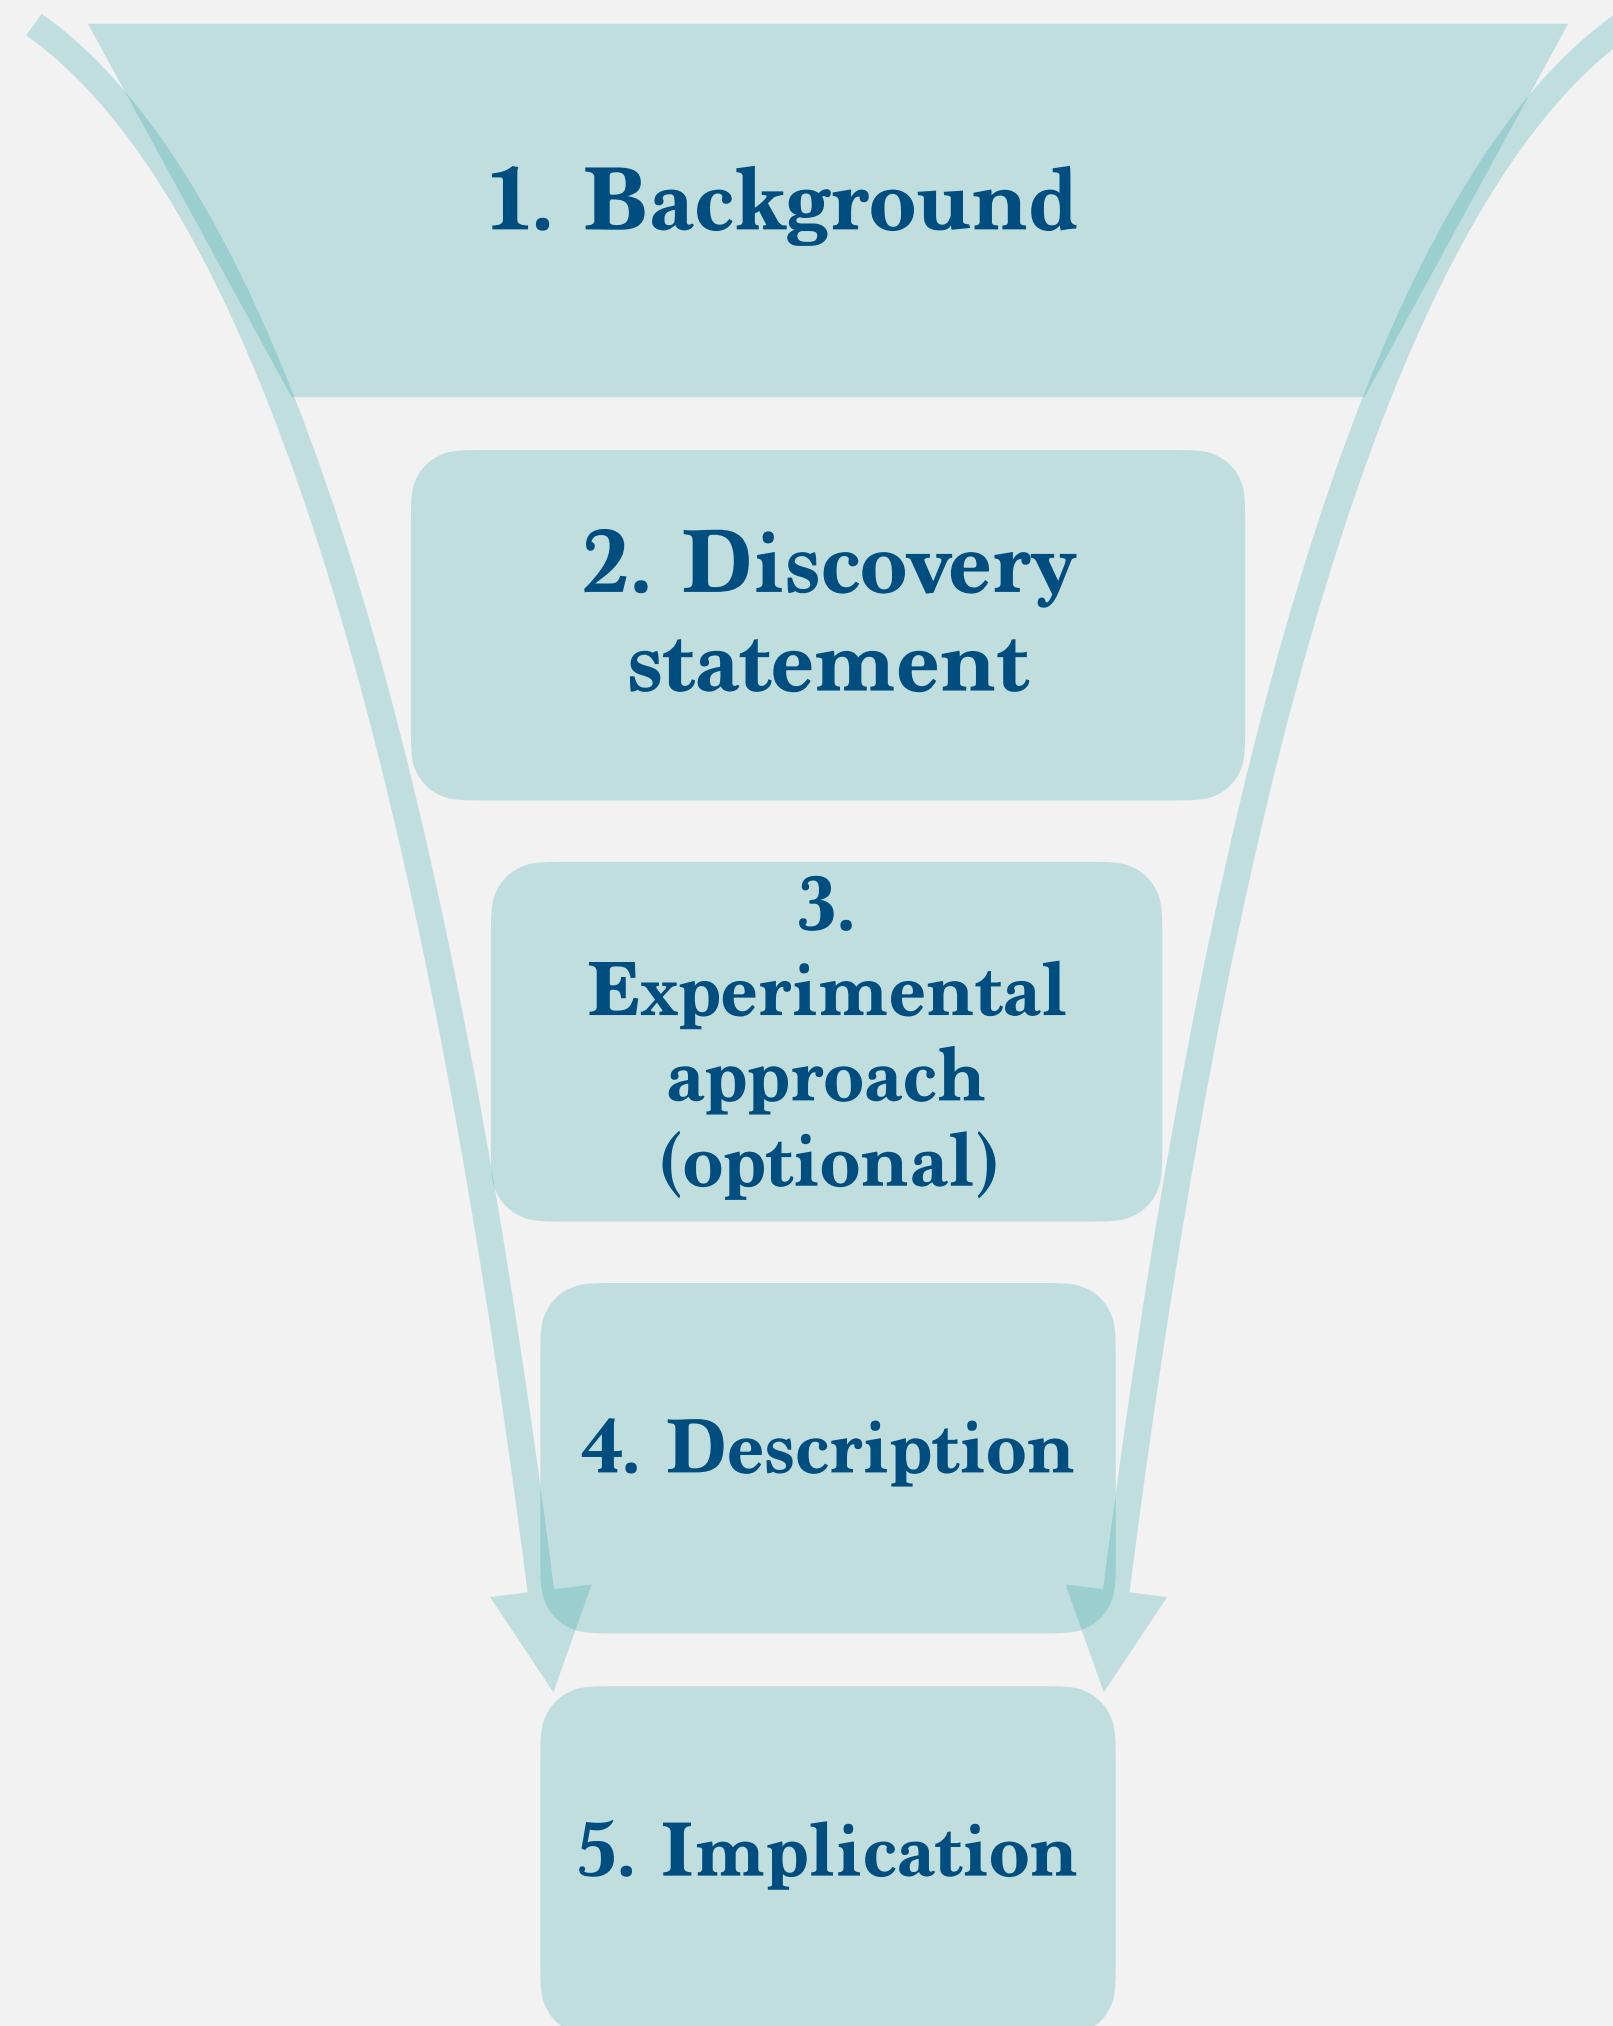 1. Background
2. Discovery
statement
3.
Experimental
approach
(optional)
4. Description
5. Implication